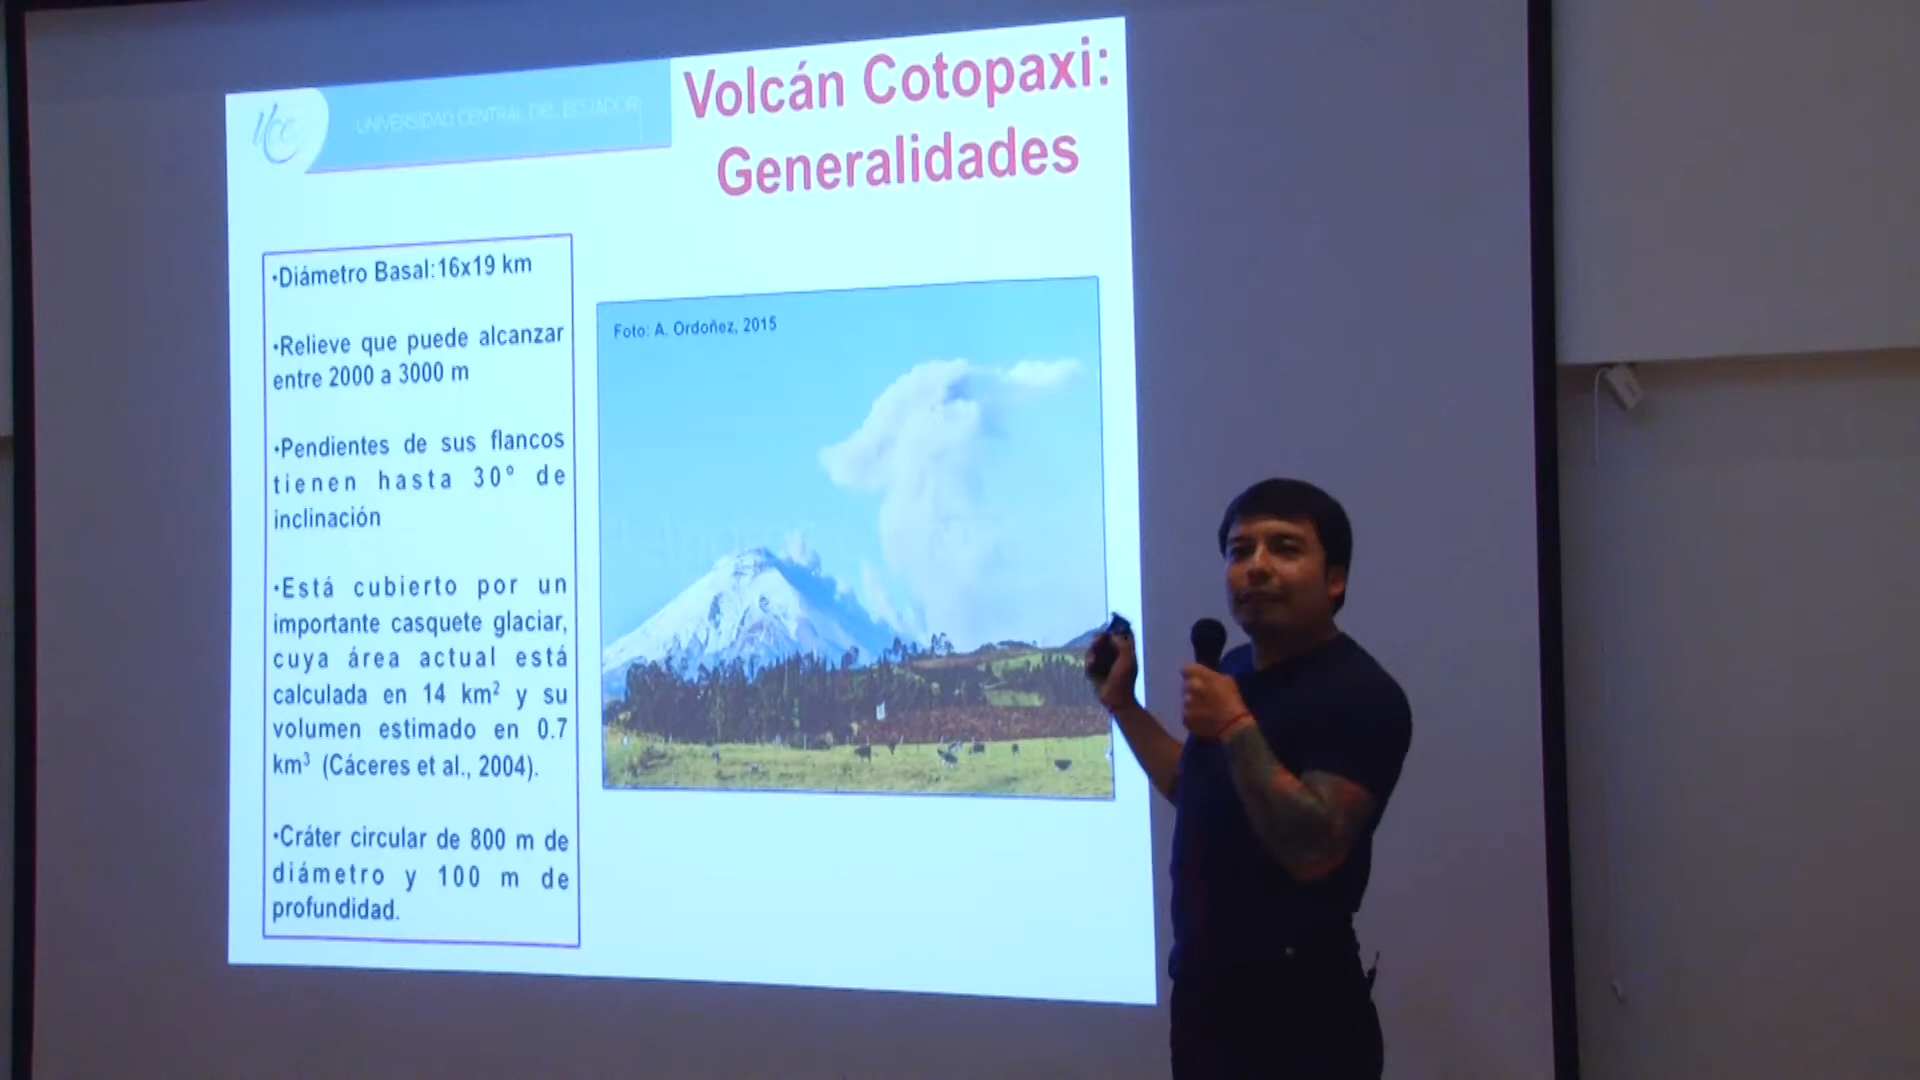 UCE
UNIVERSIDAD CENTRAL DEL ECUADOR
Volcán Cotopaxi:
Generalidades
•Diámetro Basal:16x19 km
•Relieve que puede alcanzar
entre 2000 a 3000 m
•Pendientes de sus flancos
tienen hasta 30° de
inclinación
•Está cubierto por un
importante casquete glaciar,
cuya área actual está
calculada en 14 km² y su
volumen estimado en 0.7
km³ (Cáceres et al., 2004).
•Cráter circular de 800 m de
diámetro y 100 m de
profundidad.
Foto: A. Ordoñez, 2015